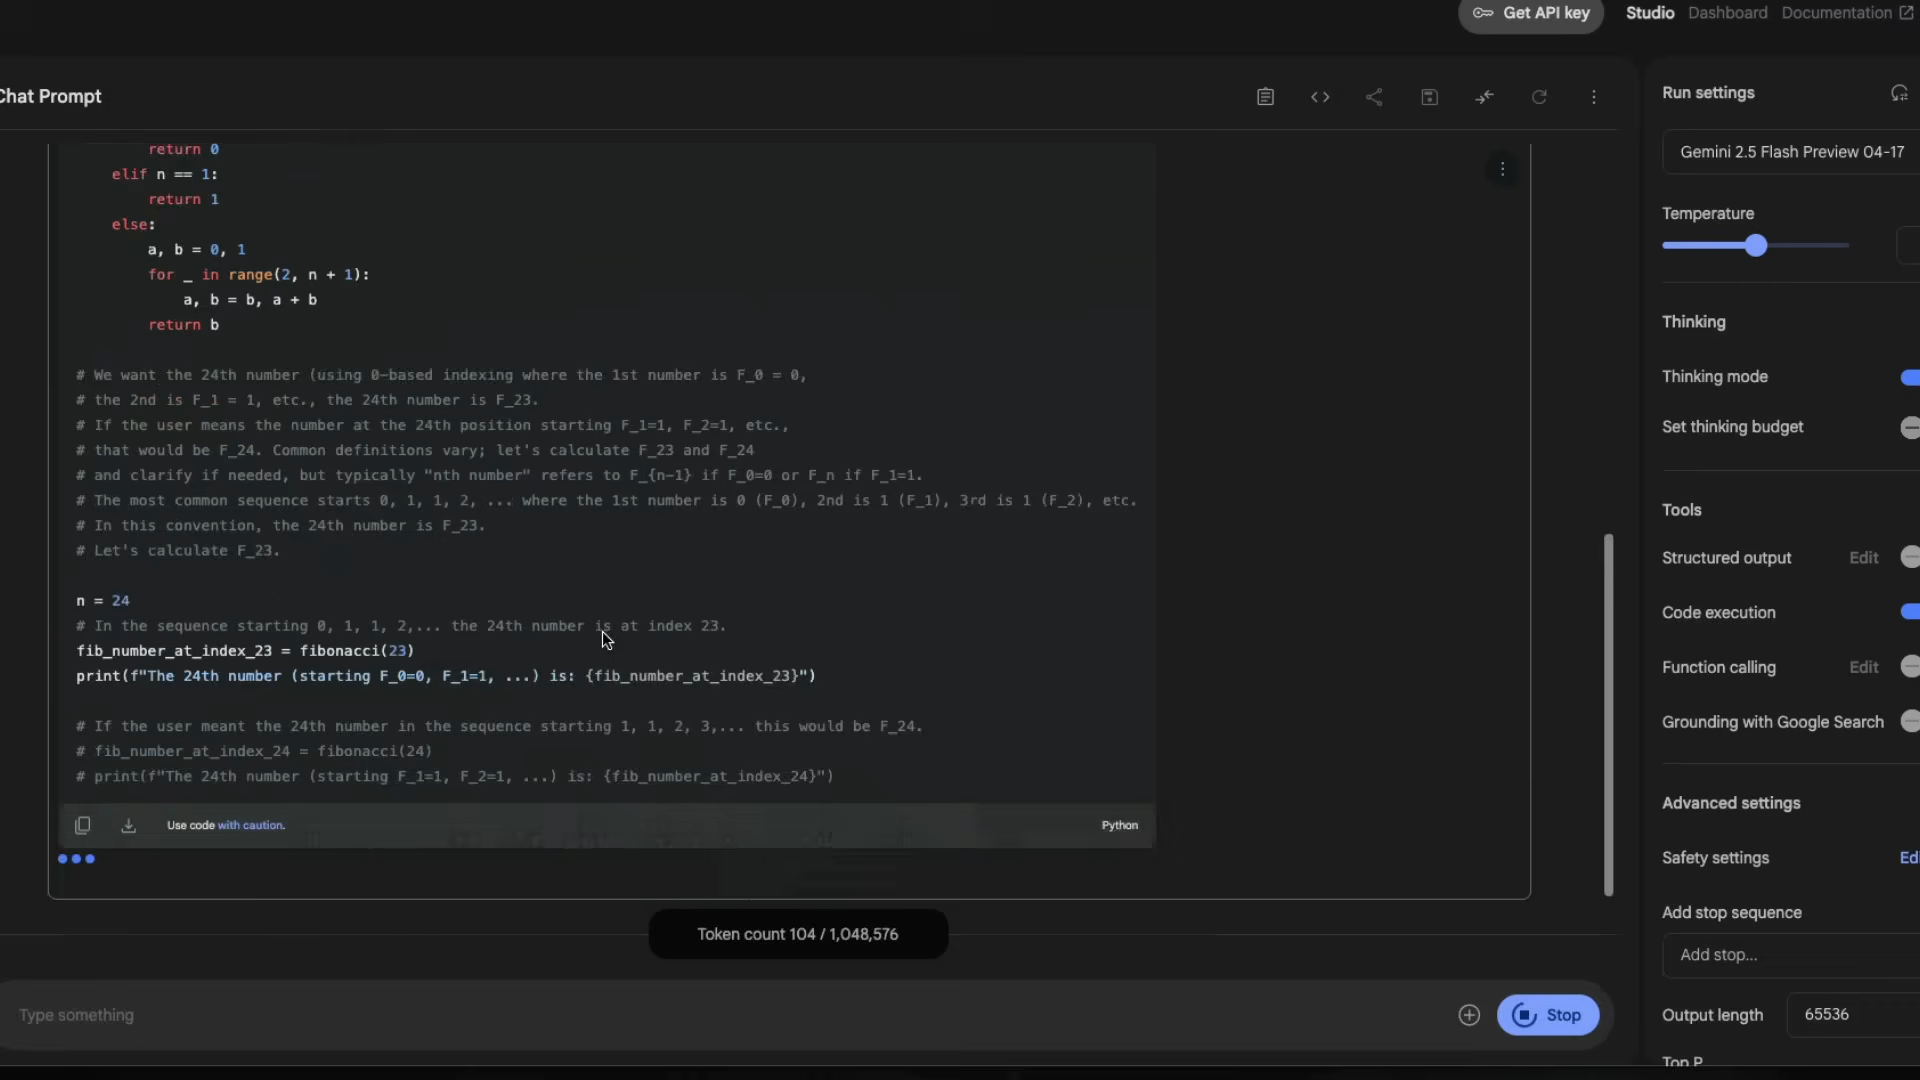 Get API key
Studio Dashboard Documentation
Chat Prompt
return 0
elif n == 1:
return 1
else:
a, b = 0, 1
for _ in range(2, n + 1):
a, b = b, a + b
return b
# We want the 24th number (using 0-based indexing where the 1st number is F_0 = 0,
# the 2nd is F_1 = 1, etc., the 24th number is F_23.
# If the user means the number at the 24th position starting F_1=1, F_2=1, etc.,
# that would be F_24. Common definitions vary; let's calculate F_23 and F_24
# and clarify if needed, but typically "nth number" refers to F_{n-1} if F_0=0 or F_n if F_1=1.
# The most common sequence starts 0, 1, 1, 2, ... where the 1st number is 0 (F_0), 2nd is 1 (F_1), 3rd is 1 (F_2), etc.
# In this convention, the 24th number is F_23.
# Let's calculate F_23.
n = 24
# In the sequence starting 0, 1, 1, 2,... the 24th number is at index 23.
fib_number_at_index_23 = fibonacci(23)
print(f"The 24th number (starting F_0=0, F_1=1, ...) is: {fib_number_at_index_23}")
# If the user meant the 24th number in the sequence starting 1, 1, 2, 3,... this would be F_24.
# fib_number_at_index_24 = fibonacci(24)
# print(f"The 24th number (starting F_1=1, F_2=1, ...) is: {fib_number_at_index_24}")
Use code with caution.
Python
Token count 104 / 1,048,576
Type something
Stop
Run settings
Gemini 2.5 Flash Preview 04-17
Temperature
Thinking
Thinking mode
Set thinking budget
Tools
Structured output Edit
Code execution
Function calling Edit
Grounding with Google Search
Advanced settings
Safety settings Edi
Add stop sequence
Add stop...
Output length 65536
Top P